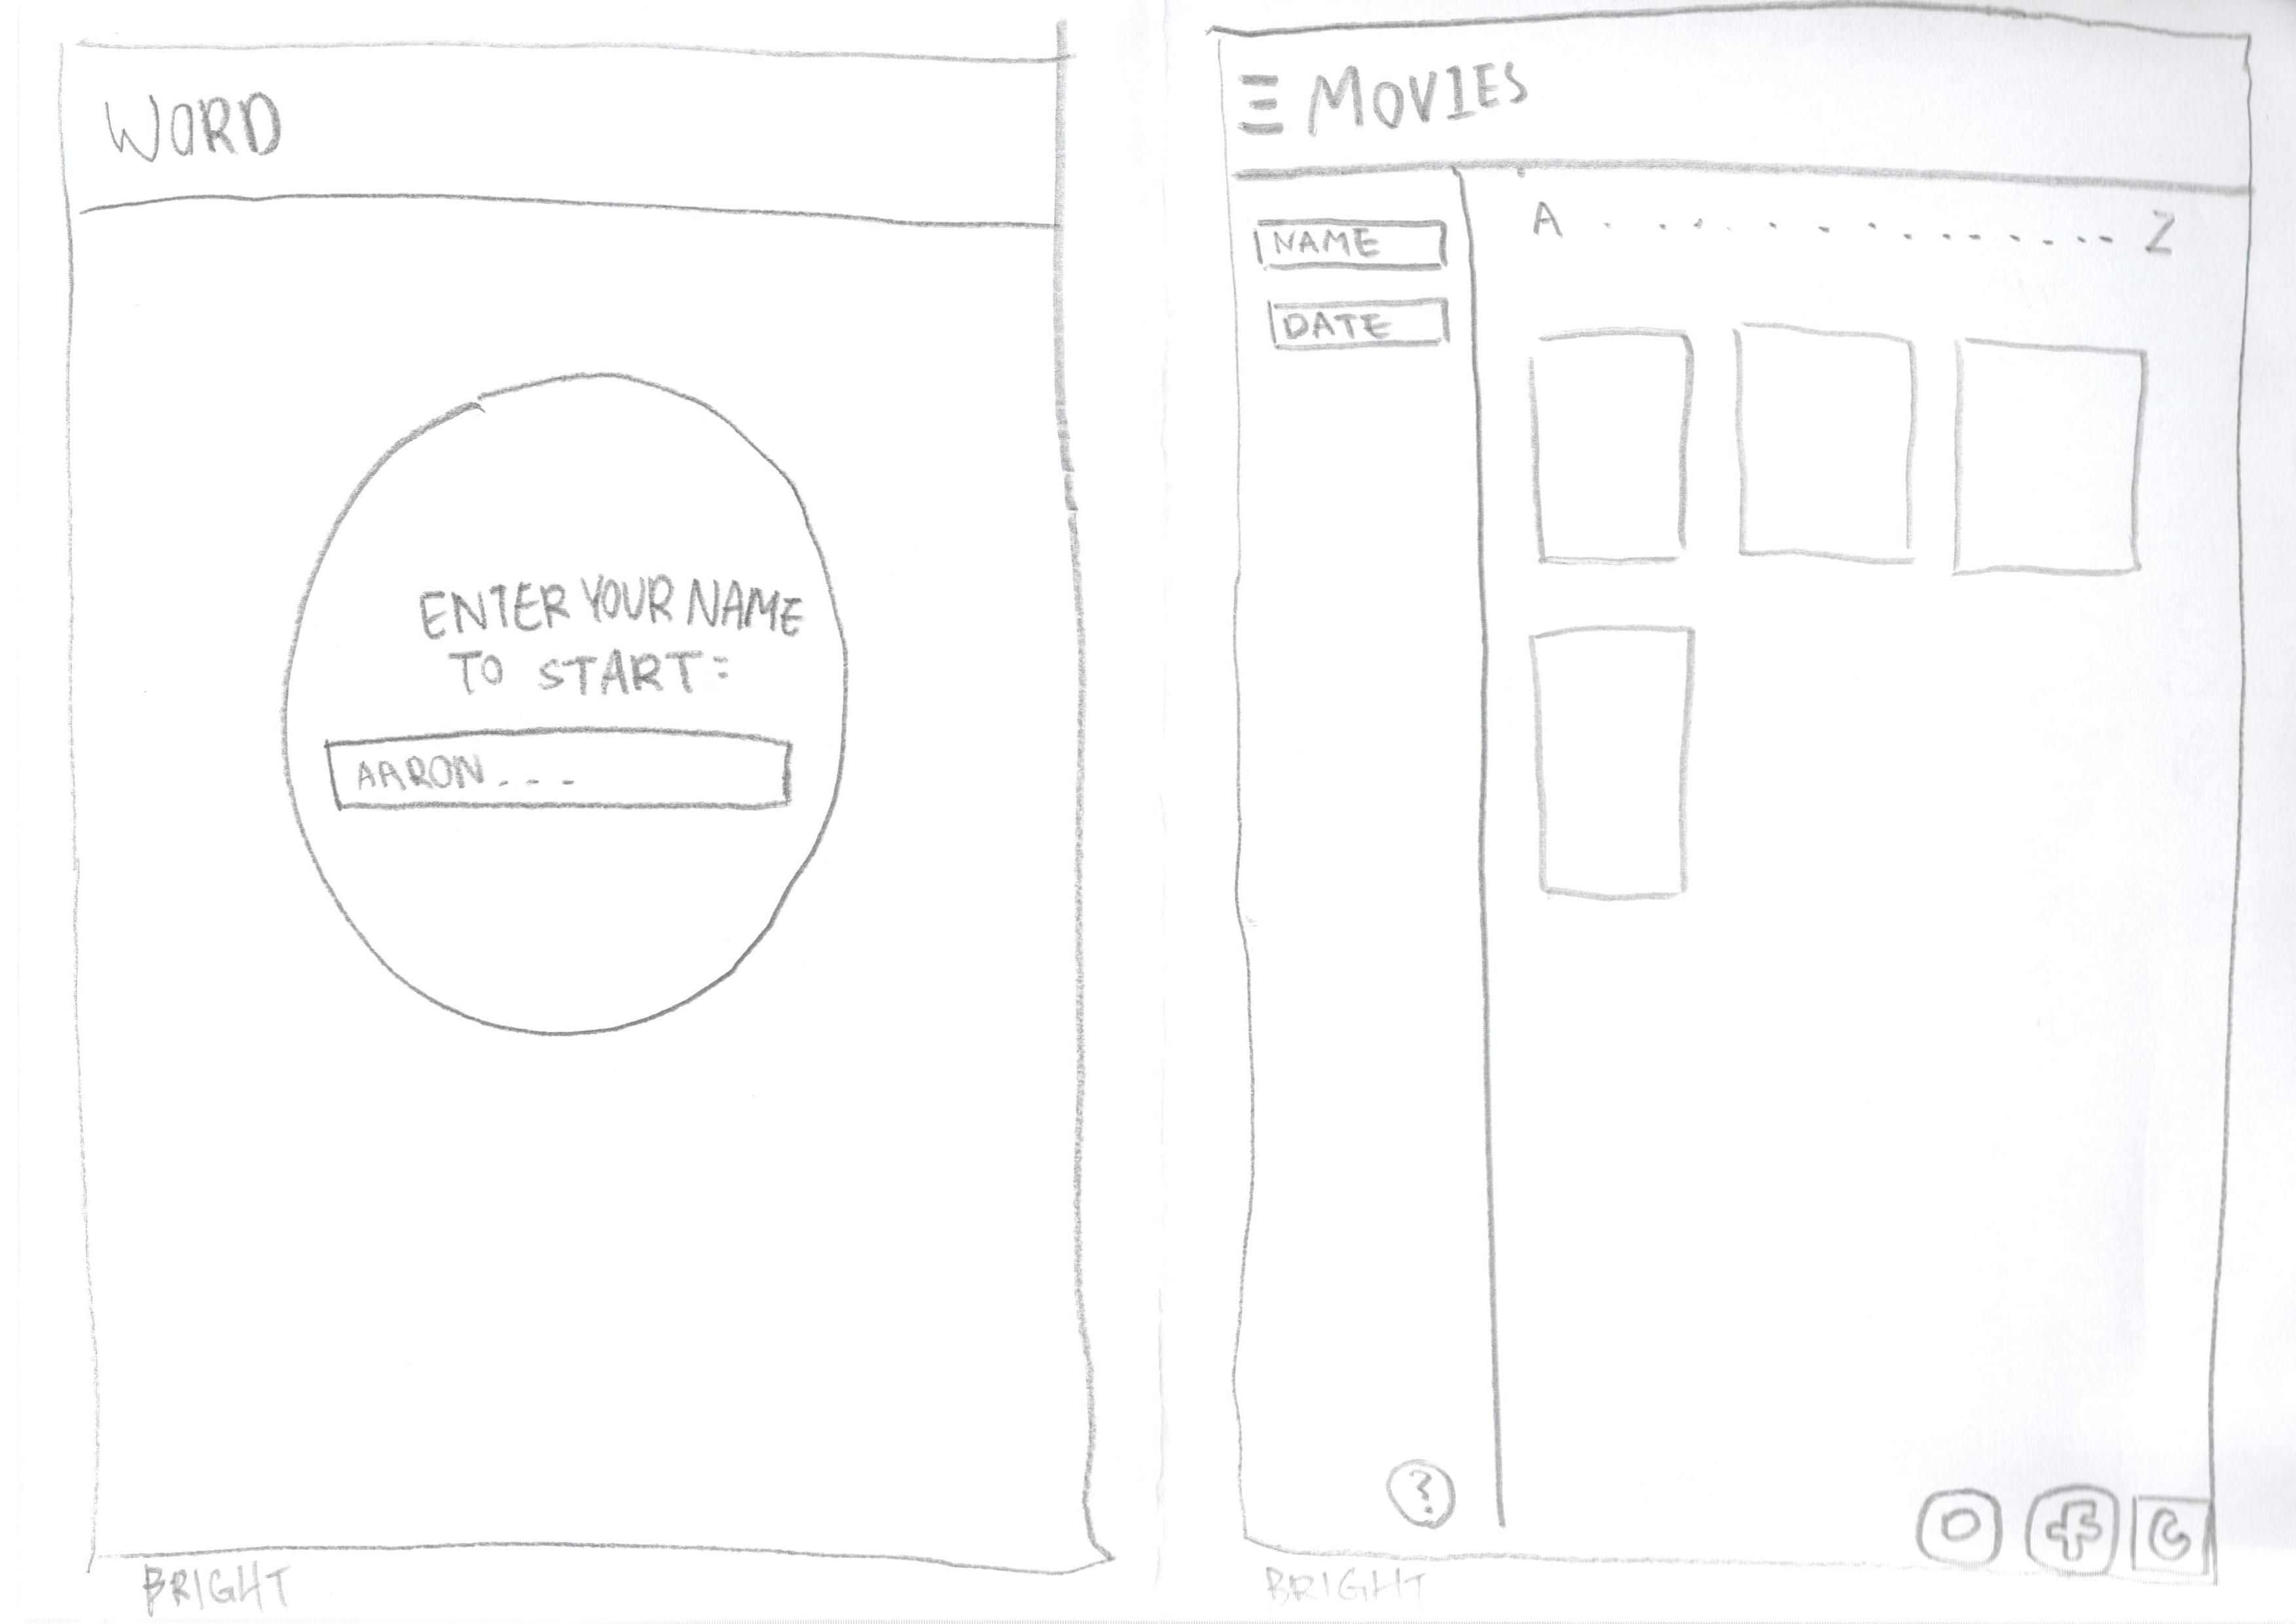 WORD
ENTER YOUR NAME
TO START:
AARON...
BRIGHT
MOVIES
NAME
DATE
A . . . . . . . . . . . . . Z
?
f
BRIGHT